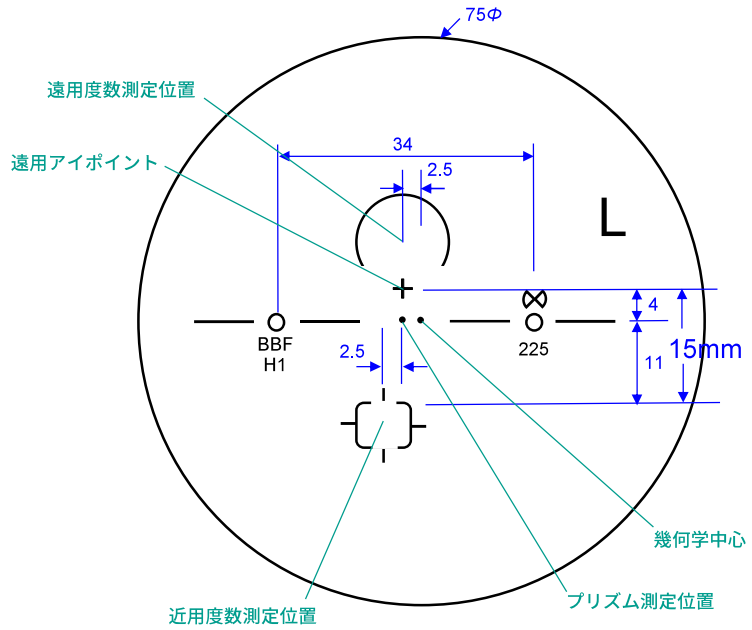 75Φ
遠用度数測定位置
34
遠用アイポイント
2.5
L
4
BBF
H1
225
2.5
11
15mm
幾何学中心
プリズム測定位置
近用度数測定位置